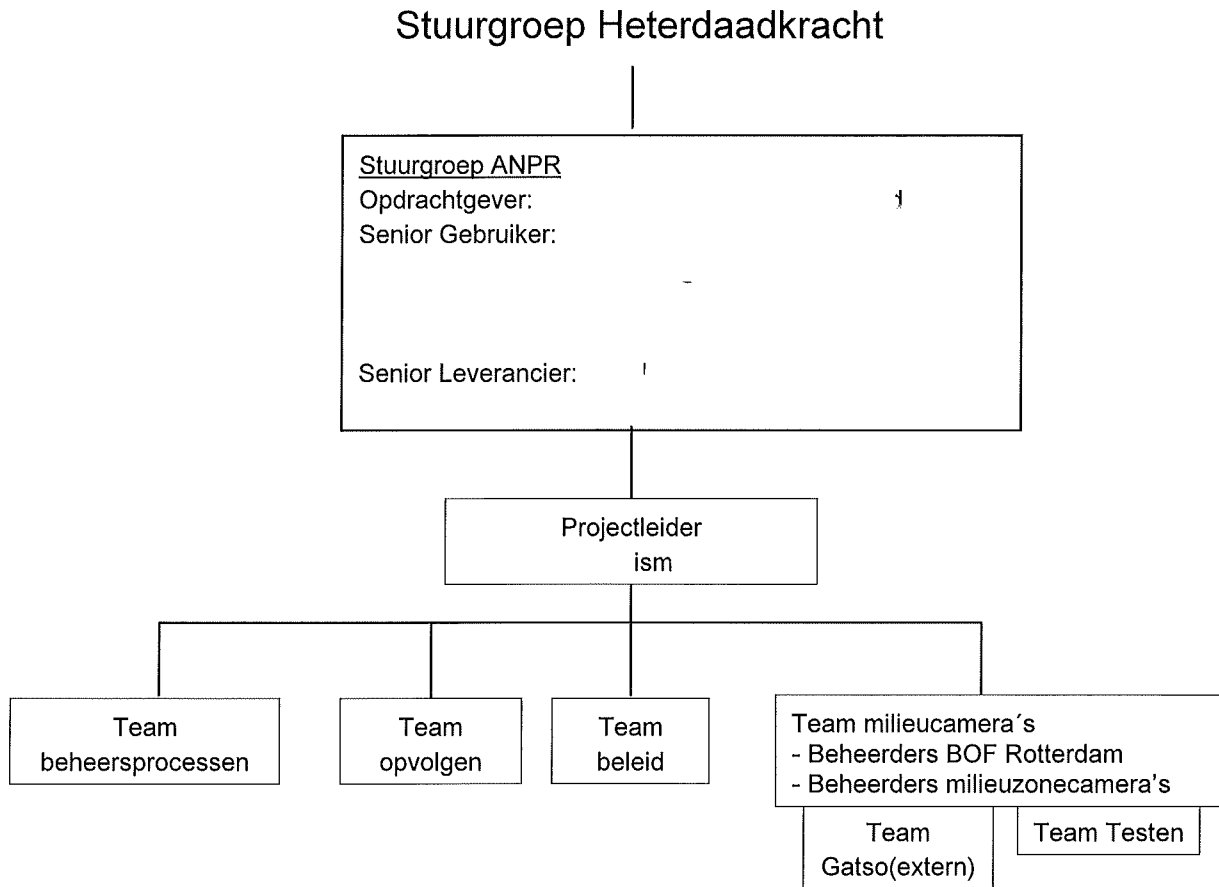 Stuurgroep Heterdaadkracht
Stuurgroep ANPR
Opdrachtgever:
Senior Gebruiker:
Senior Leverancier:
Projectleider
ism
Team
beheersprocessen
Team
opvolgen
Team
beleid
Team milieucamera´s
- Beheerders BOF Rotterdam
- Beheerders milieuzonecamera's
Team
Gatso(extern)
Team Testen